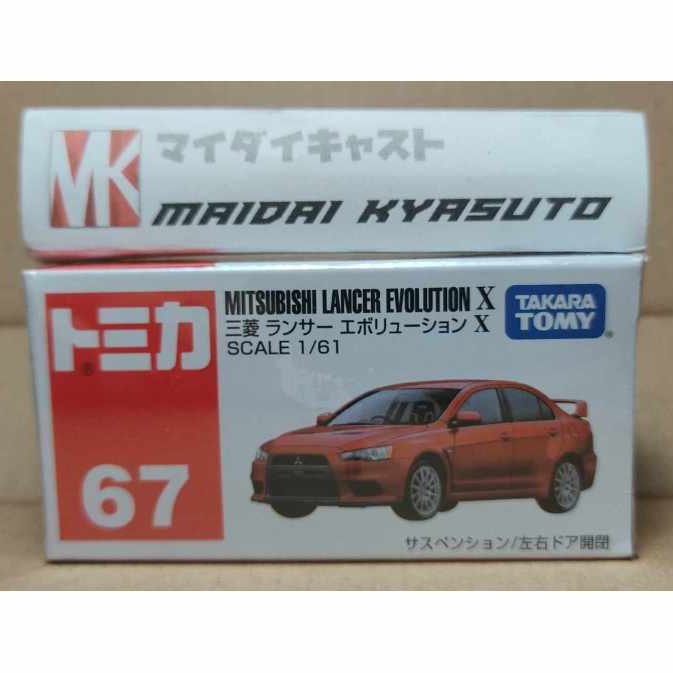 MK マイダイキャスト
MAIDAI KYASUTO
トミカ®
67
MITSUBISHI LANCER EVOLUTION X
三菱 ランサー エボリューション X
SCALE 1/61
TAKARA
TOMY®
サスペンション/左右ドア開閉